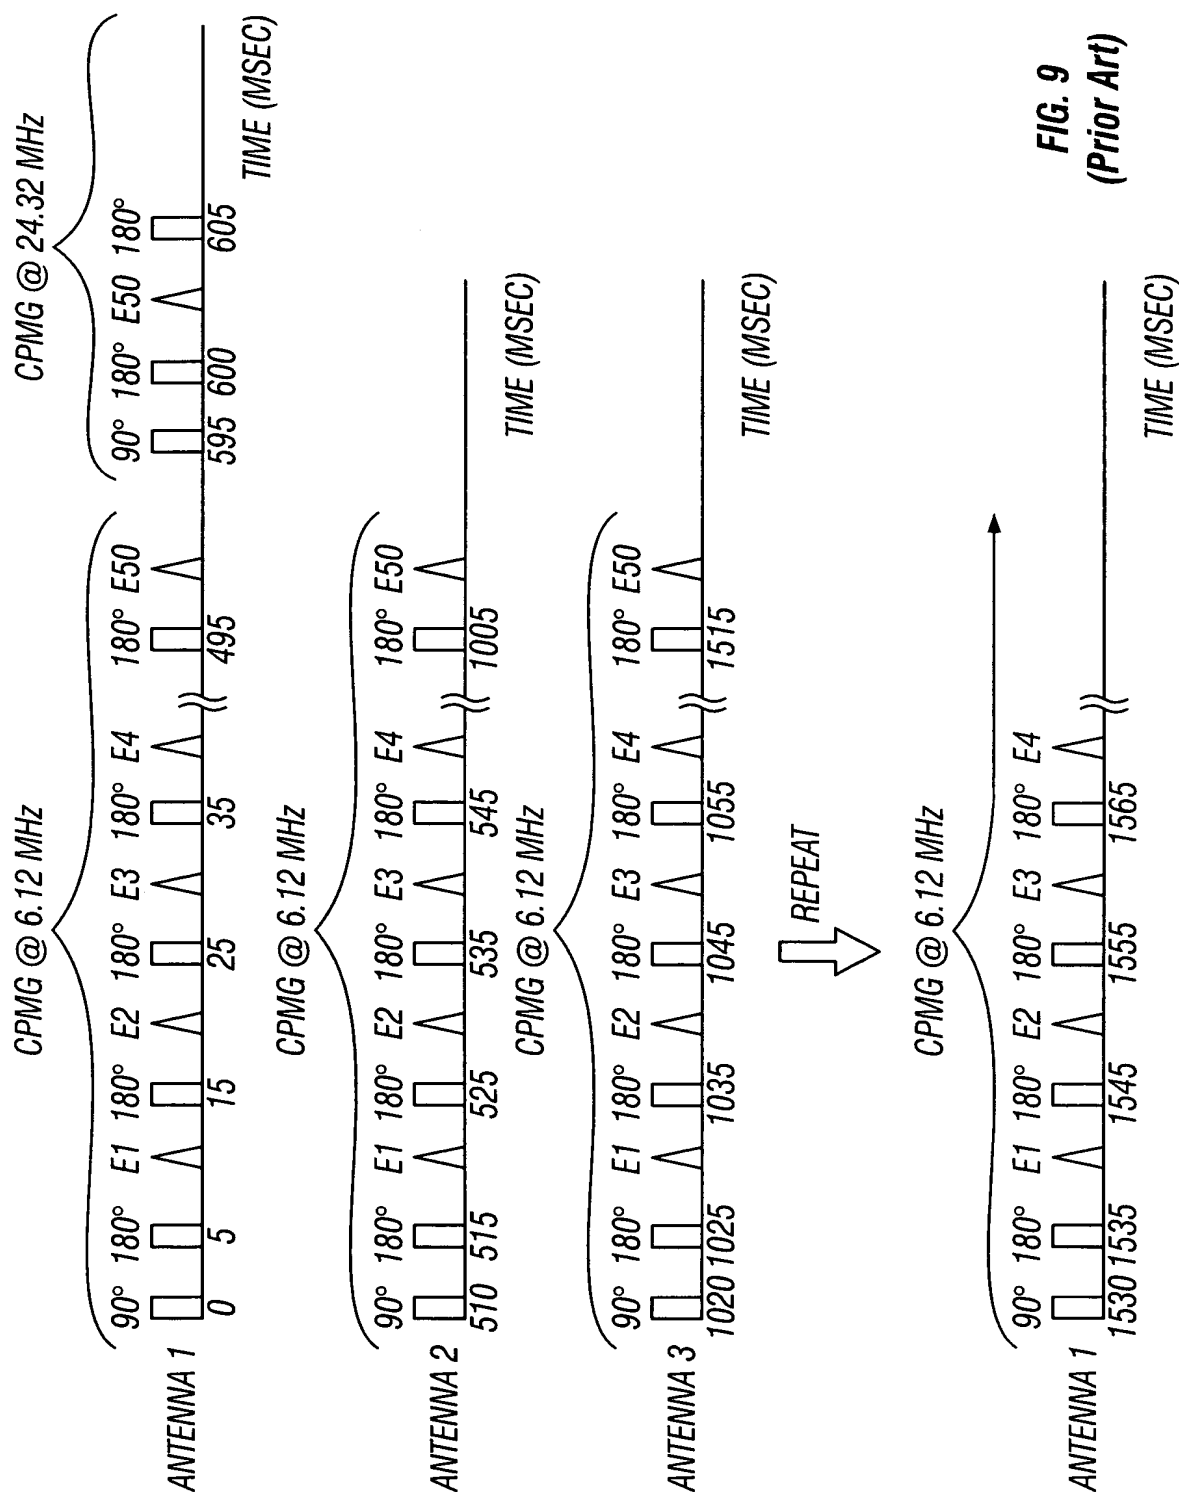 CPMG @ 6.12 MHz
CPMG @ 24.32 MHz
90° 180° E1 180° E2 180° E3 180° E4 180° E50 90° 180° E50 180°
ANTENNA 1
0 5 15 25 35 495 595 600 605
TIME (MSEC)
CPMG @ 6.12 MHz
90° 180° E1 180° E2 180° E3 180° E4 180° E50
ANTENNA 2
510 515 525 535 545 1005
TIME (MSEC)
CPMG @ 6.12 MHz
90° 180° E1 180° E2 180° E3 180° E4 180° E50
ANTENNA 3
1020 1025 1035 1045 1055 1515
TIME (MSEC)
REPEAT
CPMG @ 6.12 MHz
90° 180° E1 180° E2 180° E3 180° E4
ANTENNA 1
1530 1535 1545 1555 1565
TIME (MSEC)
FIG. 9
(Prior Art)